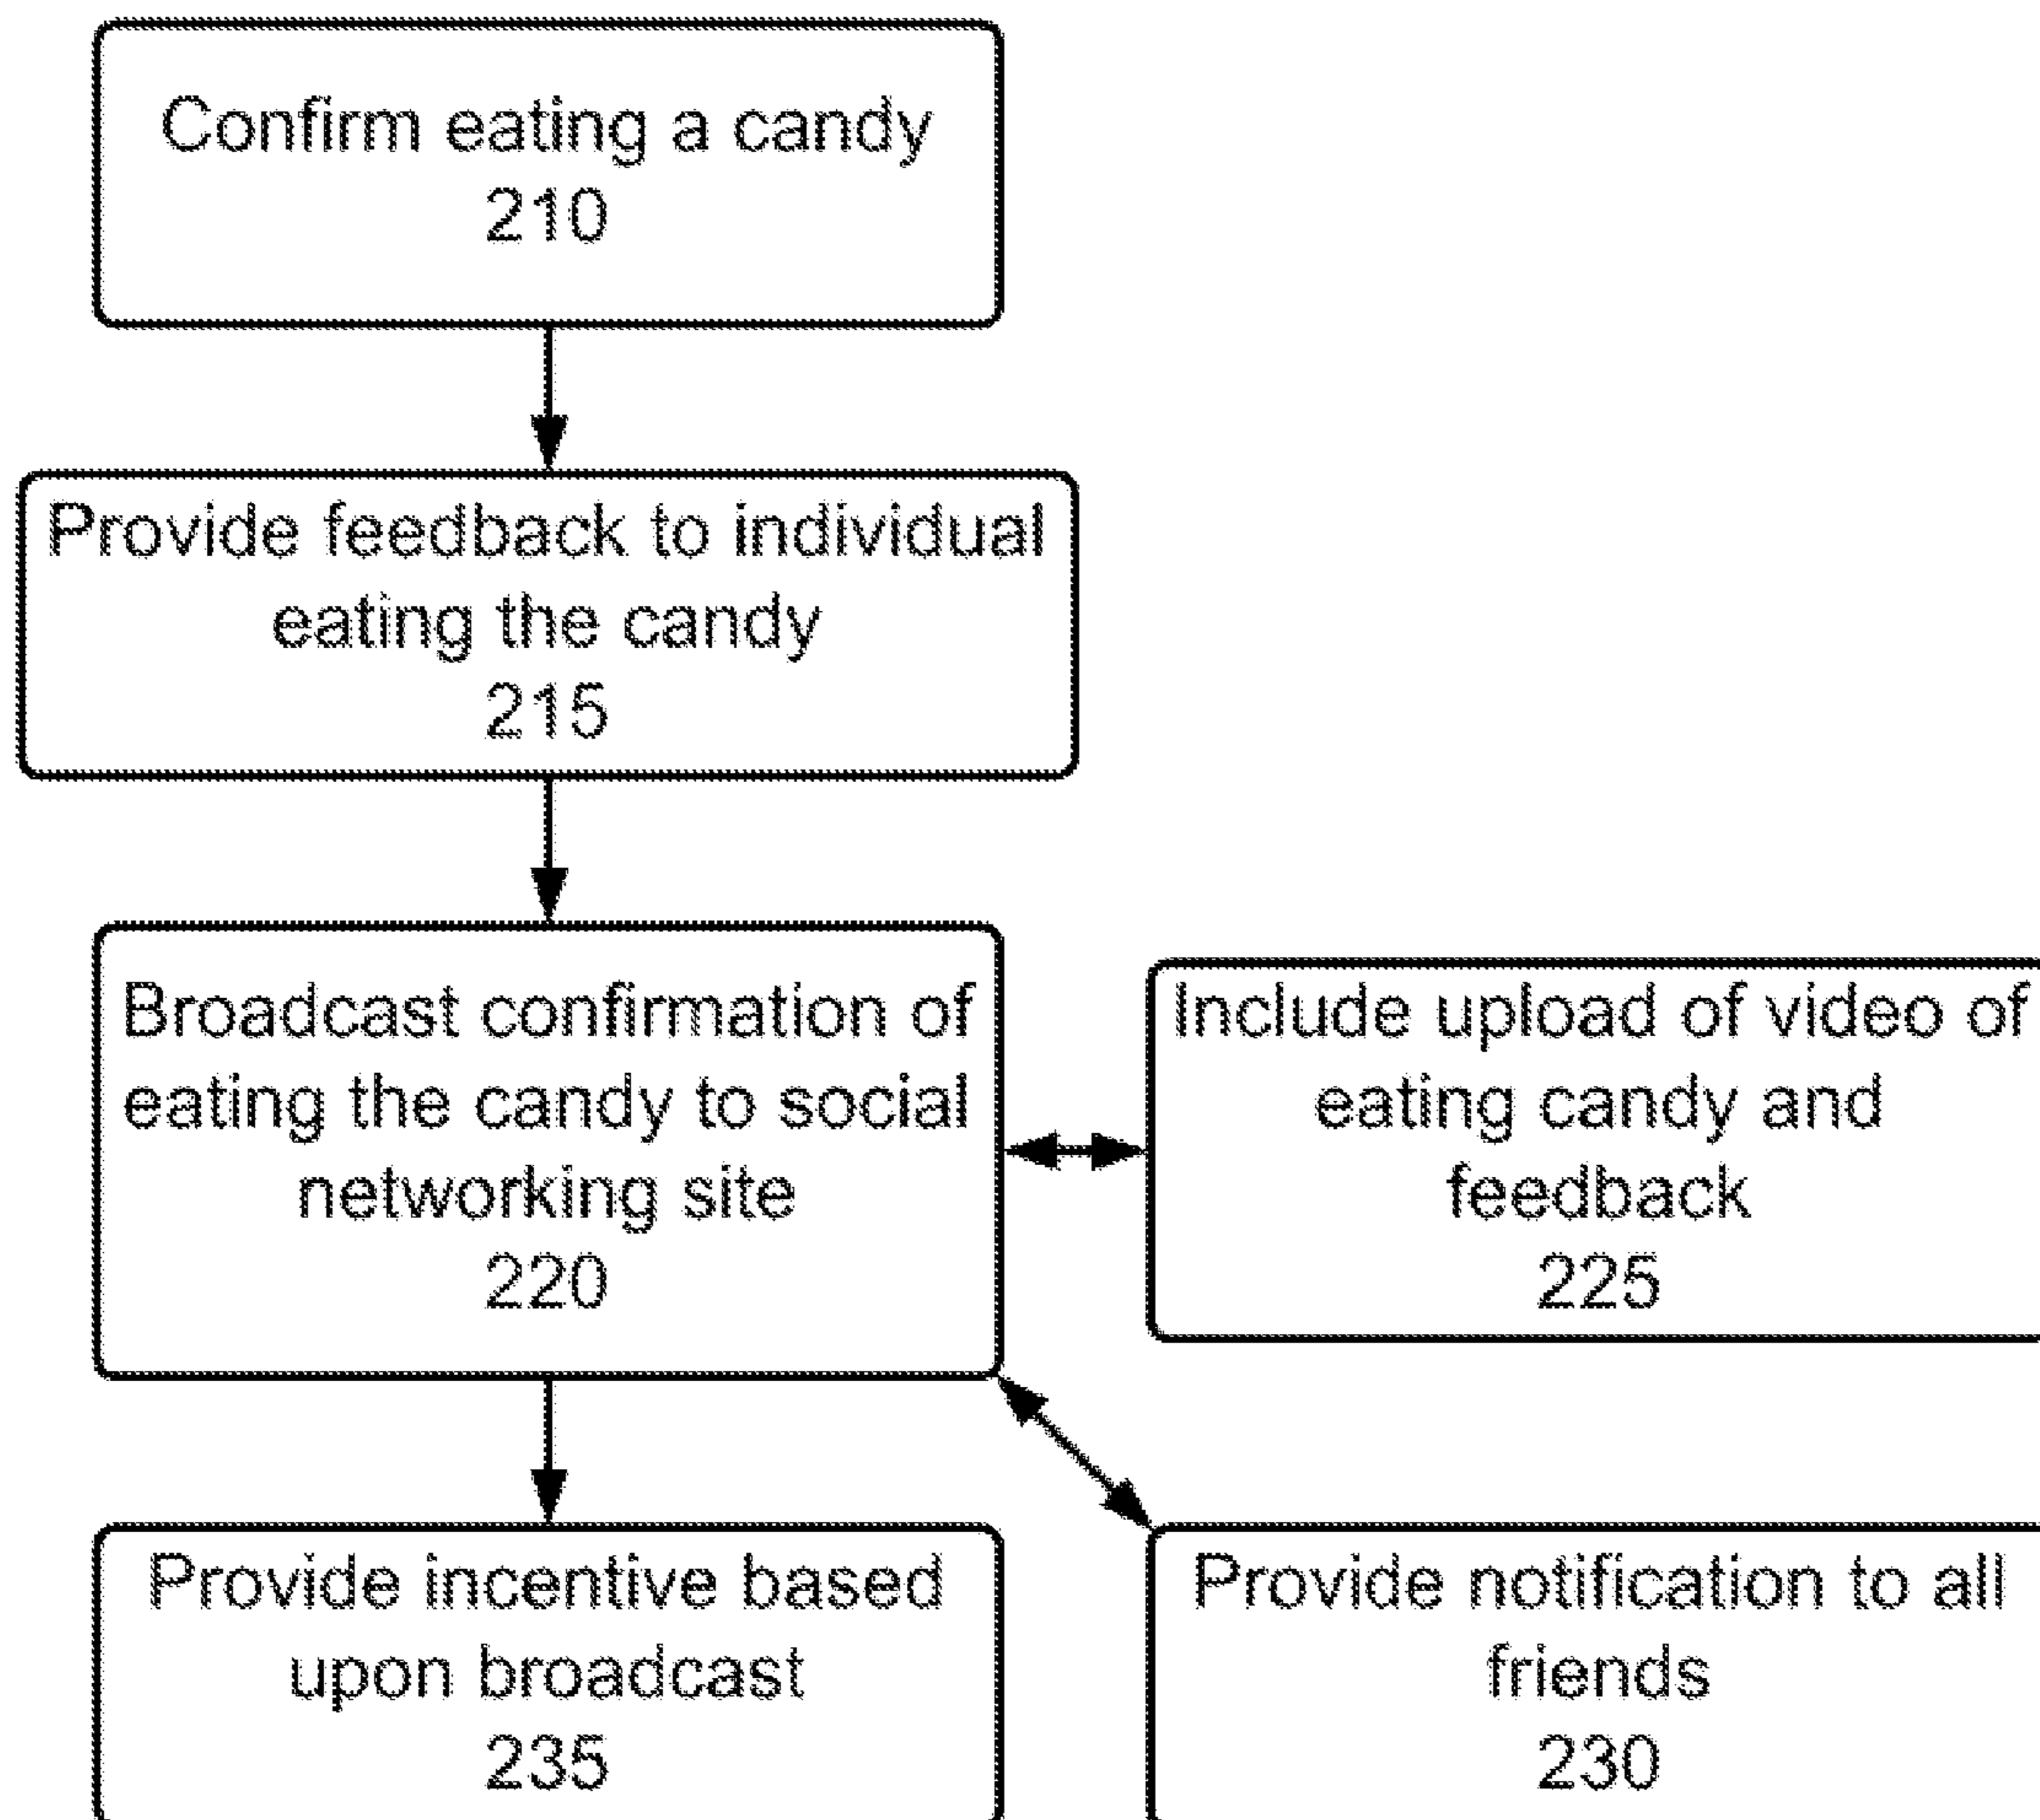 Confirm eating a candy
210
Provide feedback to individual
eating the candy
215
Broadcast confirmation of
eating the candy to social
networking site
220
Include upload of video of
eating candy and
feedback
225
Provide incentive based
upon broadcast
235
Provide notification to all
friends
230